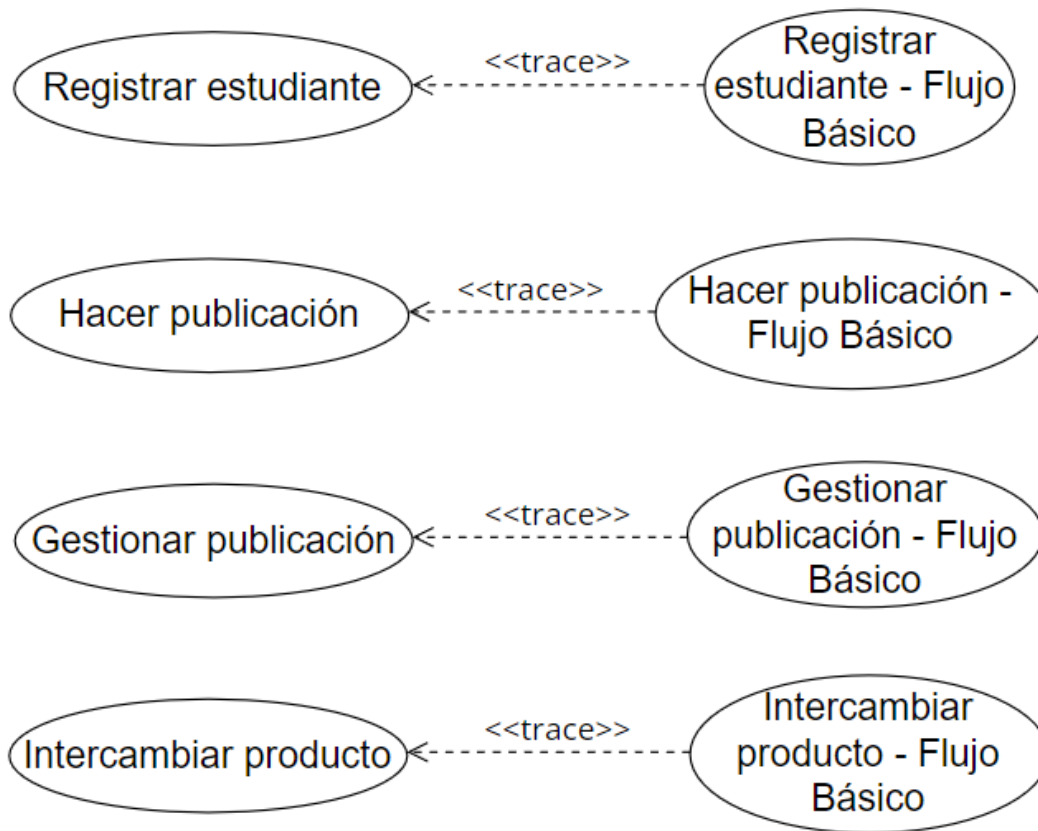 Registrar estudiante
<<trace>>
Registrar
estudiante - Flujo
Básico
Hacer publicación
<<trace>>
Hacer publicación -
Flujo Básico
Gestionar publicación
<<trace>>
Gestionar
publicación - Flujo
Básico
Intercambiar producto
<<trace>>
Intercambiar
producto - Flujo
Básico